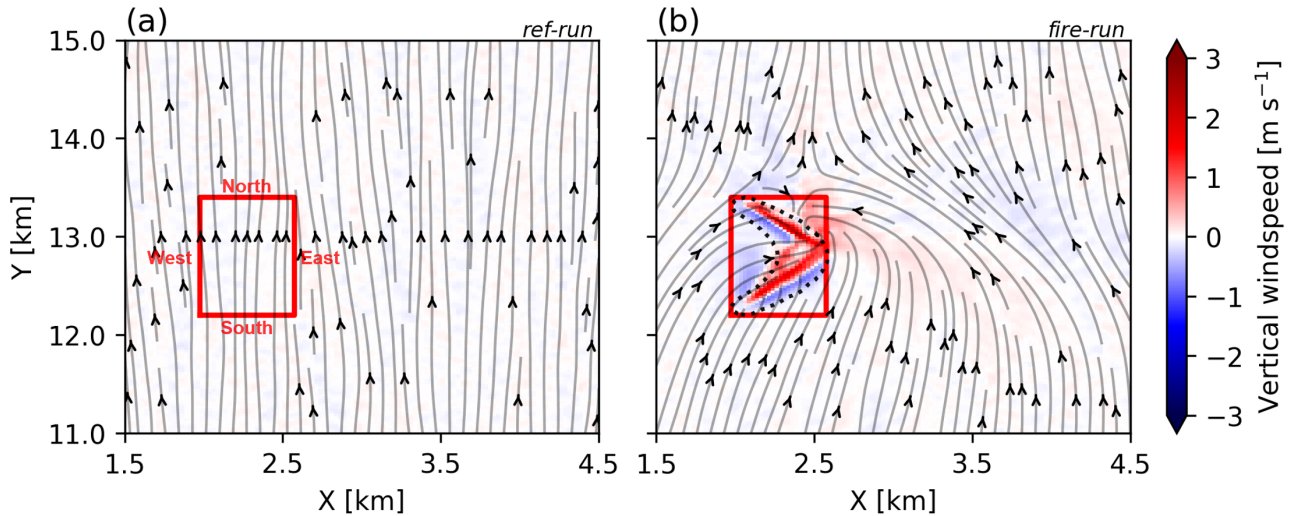 (a)
ref-run
(b)
fire-run
15.0
14.0
13.0
12.0
11.0
Y [km]
North
West
East
South
1.5
2.5
3.5
4.5
X [km]
1.5
2.5
3.5
4.5
X [km]
3
2
1
0
−1
−2
−3
Vertical windspeed [m s⁻¹]